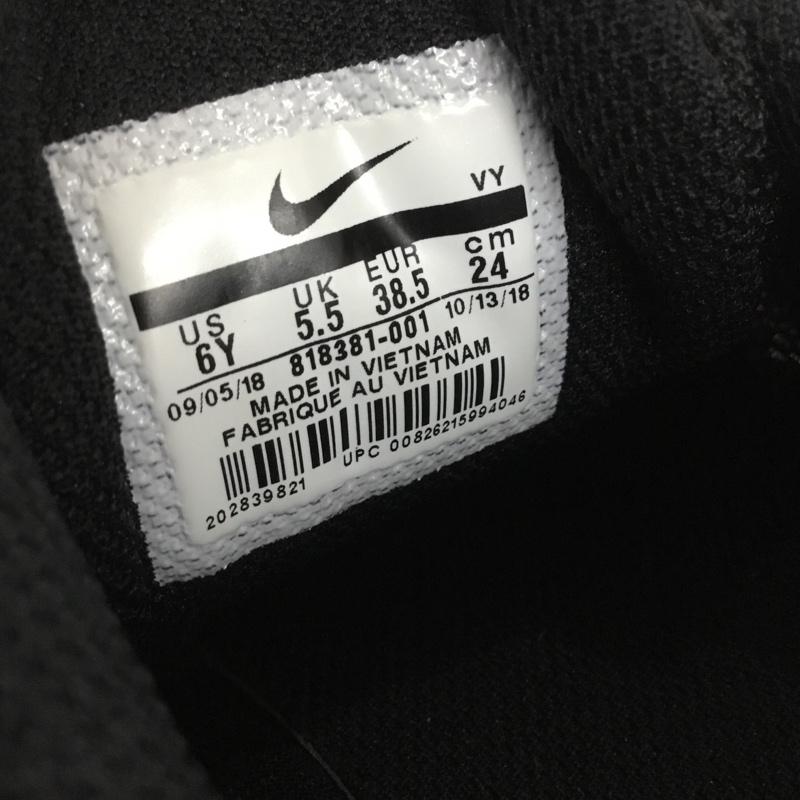 VY
US UK EUR cm
6Y 5.5 38.5 24
09/05/18 818381-001 10/13/18
MADE IN VIETNAM
FABRIQUE AU VIETNAM
202839821 UPC 00826215994046